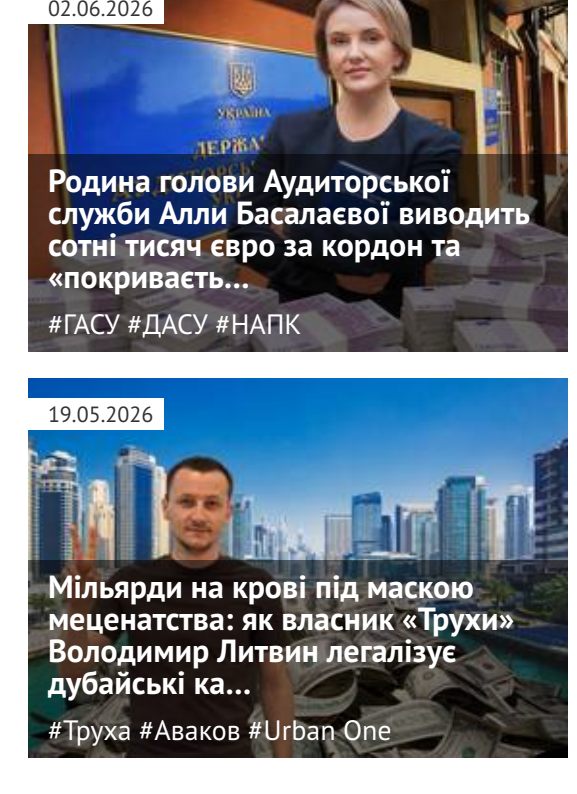 02.06.2026
УКРАЇНА
ДЕРЖА
Родина голови Аудиторської
служби Алли Басалаєвої виводить
сотні тисяч євро за кордон та
«покриваєть...
#ГАСУ #ДАСУ #НАПК
19.05.2026
Мільярди на крові під маскою
меценатства: як власник «Трухи»
Володимир Литвин легалізує
дубайські ка...
#Труха #Аваков #Urban One